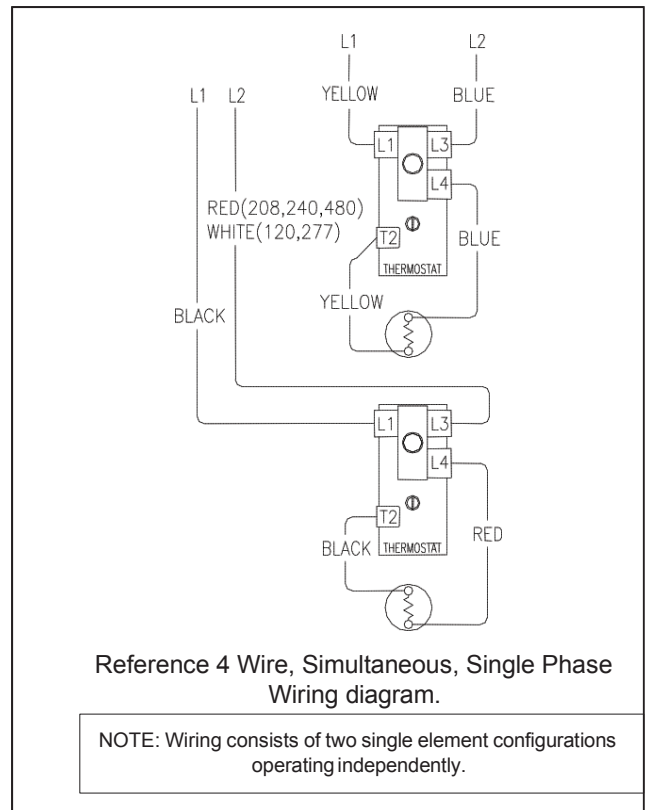 L1 L2
YELLOW BLUE
L1 L2
L1 L3
L4
RED(208,240,480)
WHITE(120,277)
T2 BLUE
THERMOSTAT
YELLOW
BLACK
L1 L3
L4
T2
RED
BLACK THERMOSTAT
Reference 4 Wire, Simultaneous, Single Phase
Wiring diagram.
NOTE: Wiring consists of two single element configurations
operating independently.